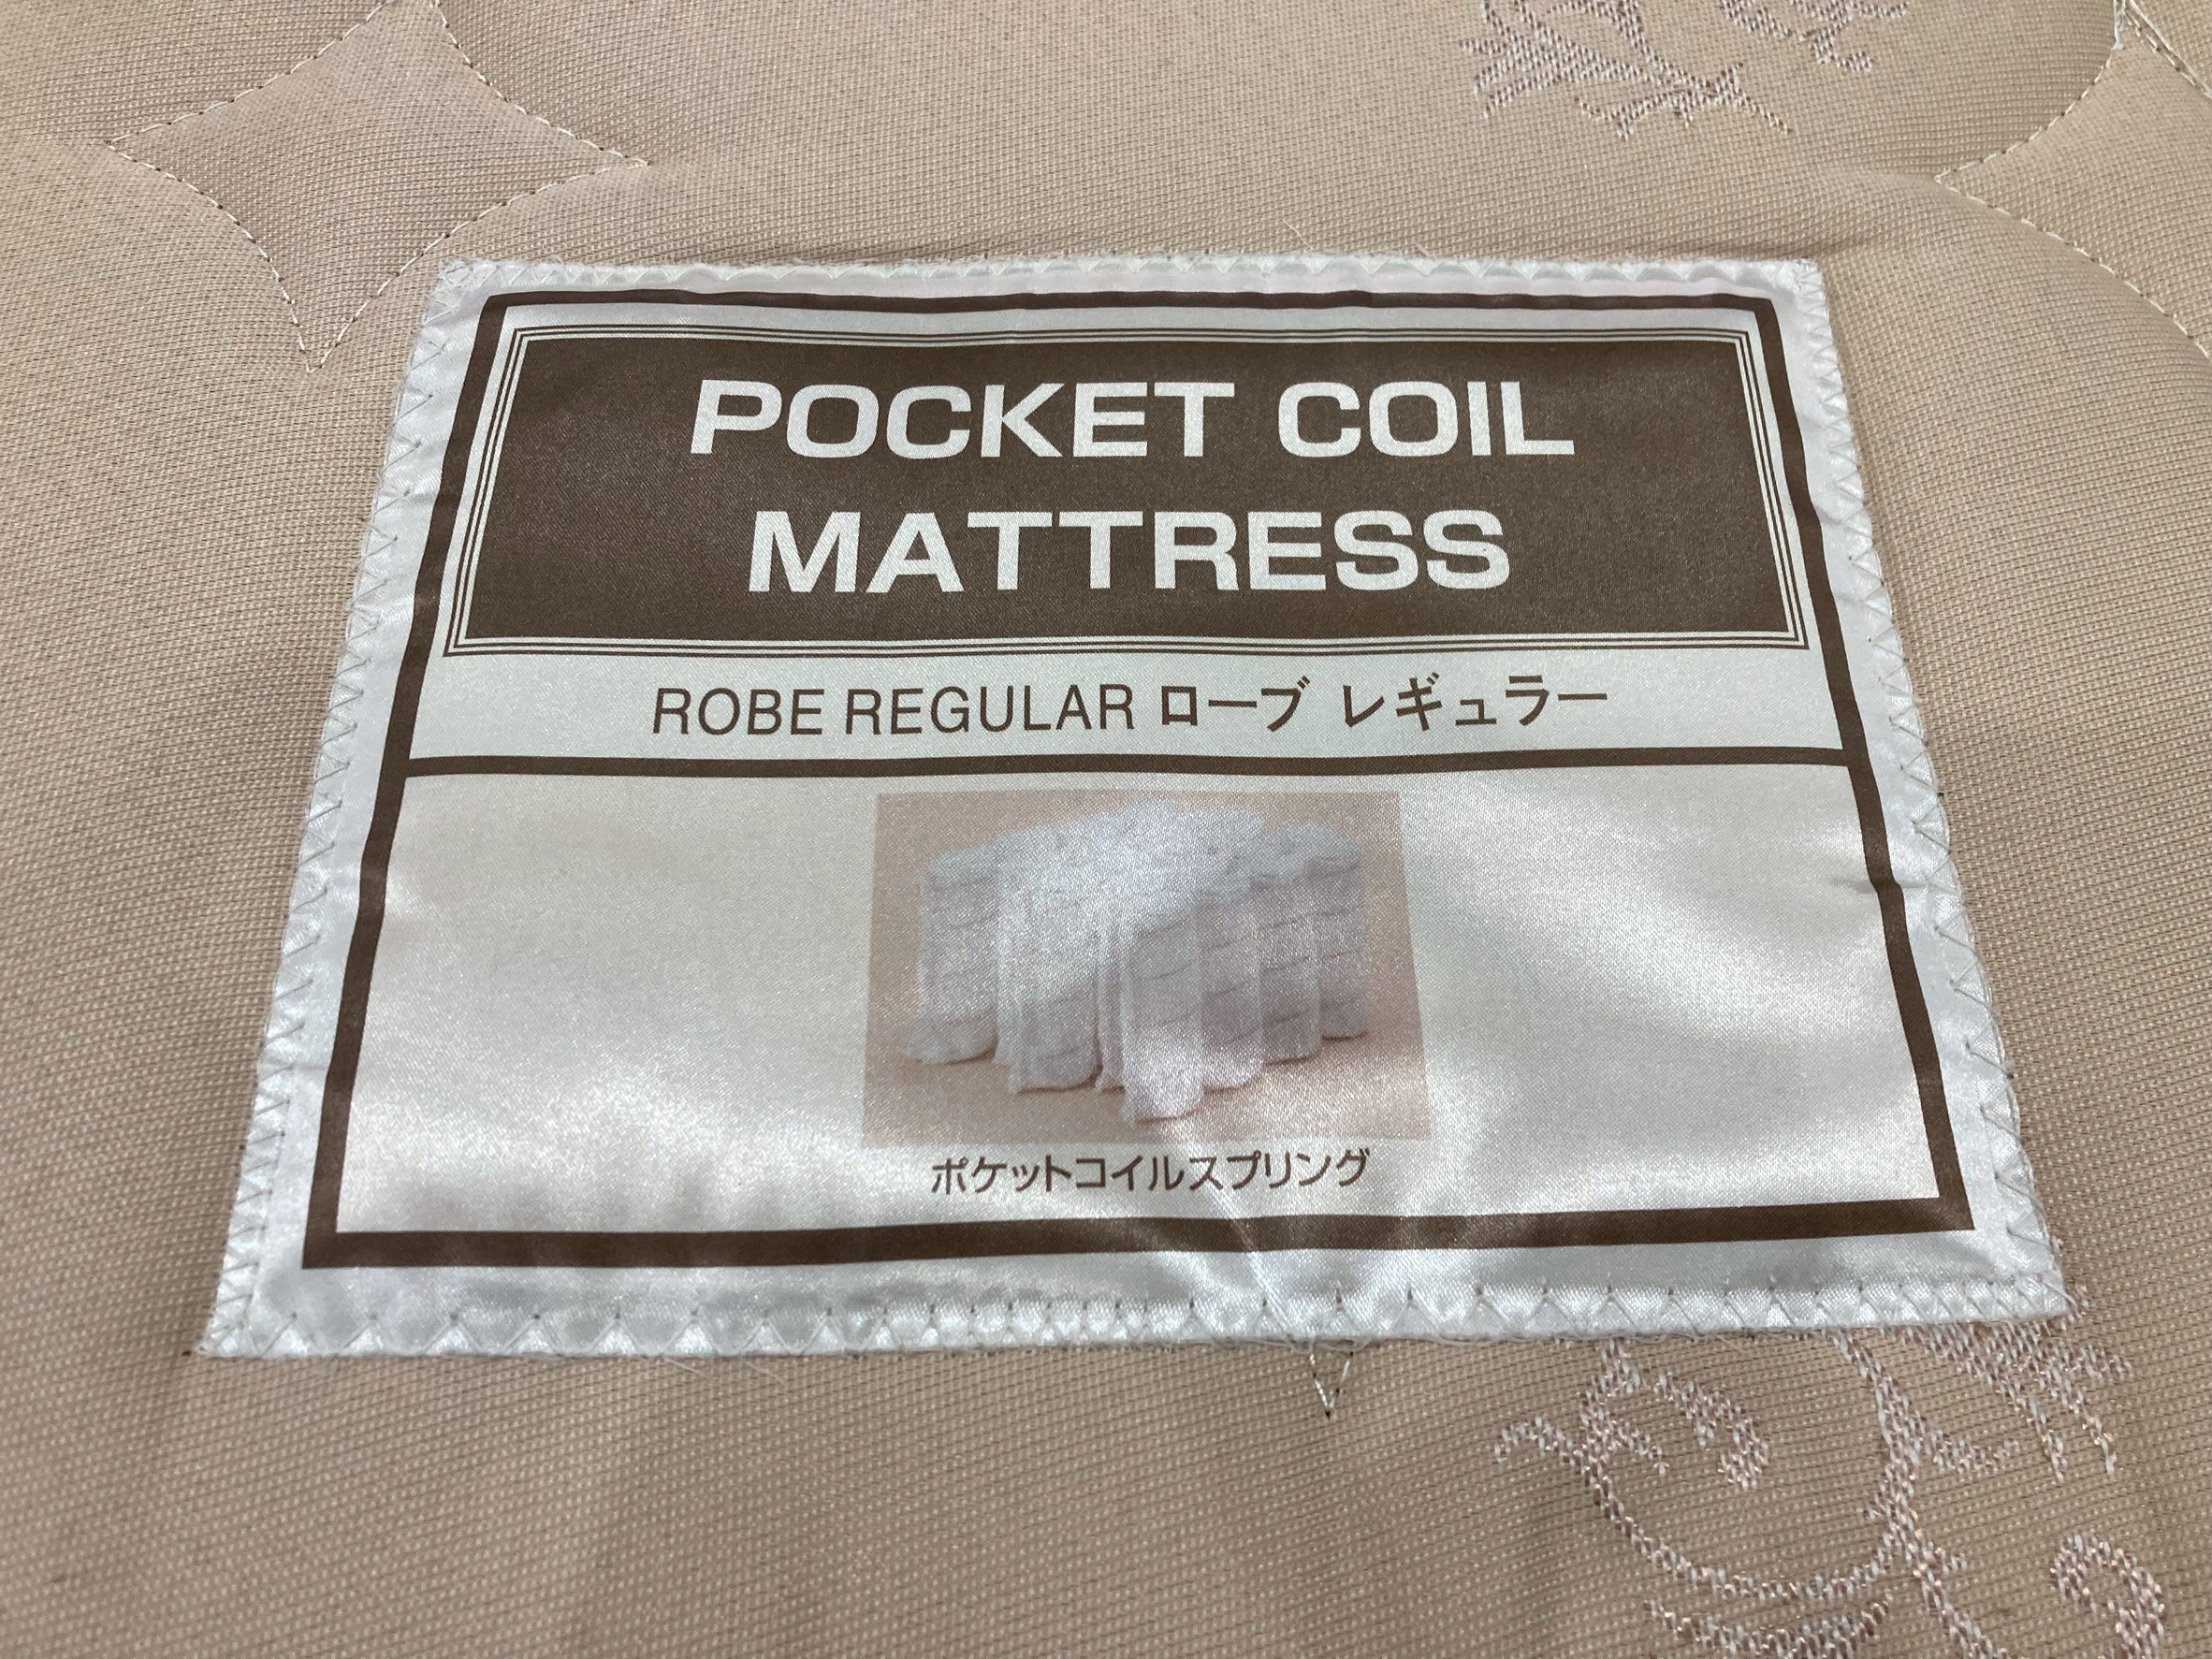 POCKET COIL
MATTRESS
ROBE REGULAR ローブ レギュラー
ポケットコイルスプリング